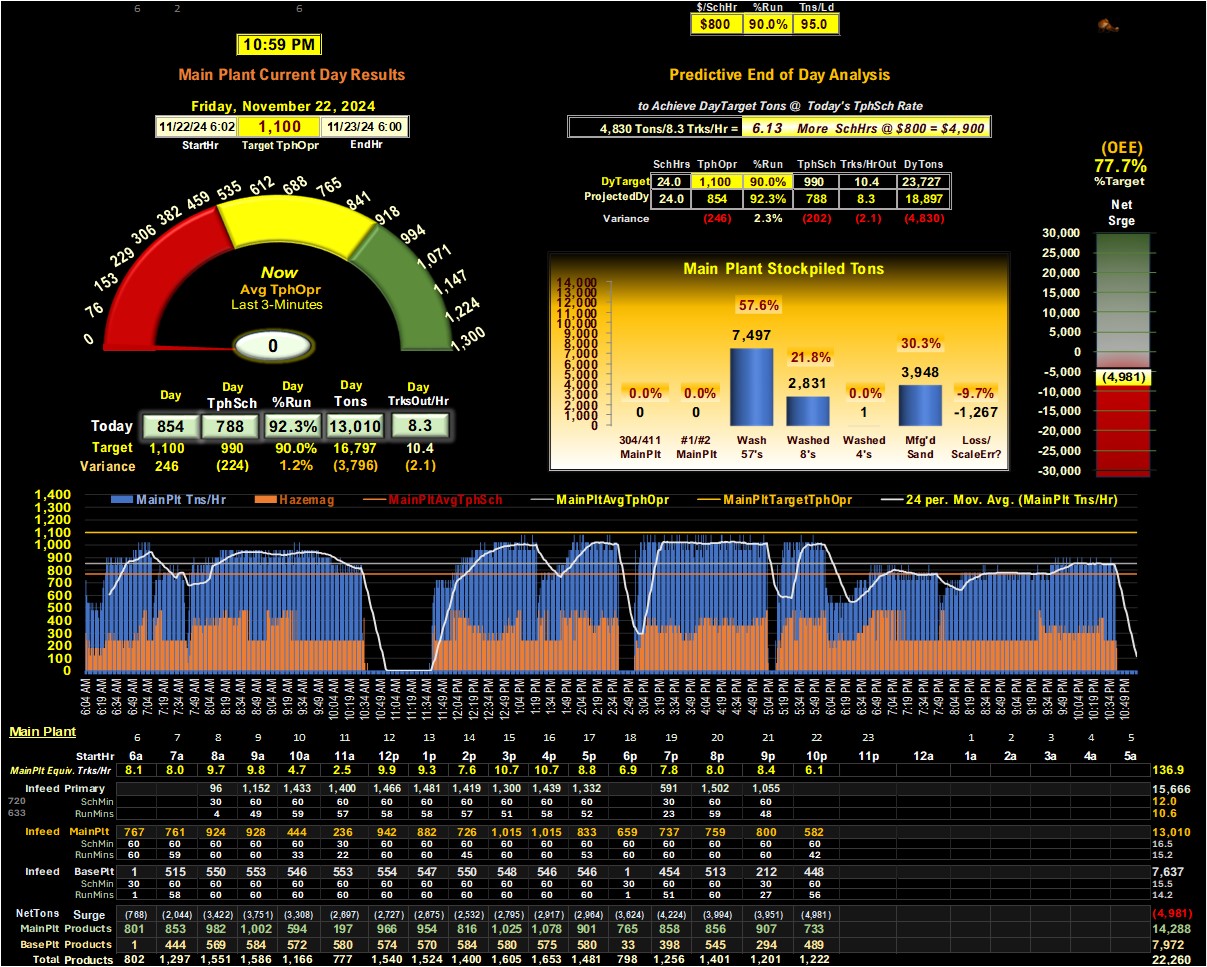 6 2 6
$/SchHr %Run Tns/Ld
$800 90.0% 95.0
10:59 PM
Main Plant Current Day Results
Friday, November 22, 2024
11/22/24 6:02 1,100 11/23/24 6:00
StartHr Target TphOpr EndHr
Predictive End of Day Analysis
to Achieve DayTarget Tons @ Today's TphSch Rate
4,830 Tons/8.3 Trks/Hr = 6.13 More SchHrs @ $800 = $4,900
SchHrs TphOpr %Run TphSch Trks/HrOut DyTons
DyTarget 24.0 1,100 90.0% 990 10.4 23,727
ProjectedDy 24.0 854 92.3% 788 8.3 18,897
Variance (246) 2.3% (202) (2.1) (4,830)
(OEE)
77.7%
%Target
Net
Srge
30,000
25,000
20,000
15,000
10,000
5,000
0
-5,000
-10,000
-15,000
-20,000
-25,000
-30,000
(4,981)
0 76 153 229 306 382 459 535 612 688 765 841 918 994 1,071 1,147 1,224 1,300
Now
Avg TphOpr
Last 3-Minutes
0
Main Plant Stockpiled Tons
14,000
13,000
12,000
11,000
10,000
9,000
8,000
7,000
6,000
5,000
4,000
3,000
2,000
1,000
0
0.0% 0.0% 57.6% 21.8% 0.0% 30.3% -9.7%
0 0 7,497 2,831 1 3,948 -1,267
304/411 #1/#2 Wash Washed Washed Mfg'd Loss/
MainPlt MainPlt 57's 8's 4's Sand ScaleErr?
Day Day Day Day Day
TphSch %Run Tons TrksOut/Hr
Today 854 788 92.3% 13,010 8.3
Target 1,100 990 90.0% 16,797 10.4
Variance 246 (224) 1.2% (3,796) (2.1)
MainPlt Tns/Hr Hazemag MainPltAvgTphSch MainPltAvgTphOpr MainPltTargetTphOpr 24 per. Mov. Avg. (MainPlt Tns/Hr)
1,400
1,300
1,200
1,100
1,000
900
800
700
600
500
400
300
200
100
0
6:04 AM 6:19 AM 6:34 AM 6:49 AM 7:04 AM 7:19 AM 7:34 AM 7:49 AM 8:04 AM 8:19 AM 8:34 AM 8:49 AM 9:04 AM 9:19 AM 9:34 AM 9:49 AM 10:04 AM 10:19 AM 10:34 AM 10:49 AM 11:04 AM 11:19 AM 11:34 AM 11:49 AM 12:04 PM 12:19 PM 12:34 PM 12:49 PM 1:04 PM 1:19 PM 1:34 PM 1:49 PM 2:04 PM 2:19 PM 2:34 PM 2:49 PM 3:04 PM 3:19 PM 3:34 PM 3:49 PM 4:04 PM 4:19 PM 4:34 PM 4:49 PM 5:04 PM 5:19 PM 5:34 PM 5:49 PM 6:04 PM 6:19 PM 6:34 PM 6:49 PM 7:04 PM 7:19 PM 7:34 PM 7:49 PM 8:04 PM 8:19 PM 8:34 PM 8:49 PM 9:04 PM 9:19 PM 9:34 PM 9:49 PM 10:04 PM 10:19 PM 10:34 PM 10:49 PM
Main Plant
6 7 8 9 10 11 12 13 14 15 16 17 18 19 20 21 22 23 1 2 3 4 5
StartHr 6a 7a 8a 9a 10a 11a 12p 1p 2p 3p 4p 5p 6p 7p 8p 9p 10p 11p 12a 1a 2a 3a 4a 5a
MainPlt Equiv. Trks/Hr 8.1 8.0 9.7 9.8 4.7 2.5 9.9 9.3 7.6 10.7 10.7 8.8 6.9 7.8 8.0 8.4 6.1 136.9
Infeed Primary 96 1,152 1,433 1,400 1,466 1,481 1,419 1,300 1,439 1,332 591 1,502 1,055 15,666
720 SchMin 30 60 60 60 60 60 60 60 60 60 30 60 60 12.0
633 RunMins 4 49 59 57 58 58 57 51 58 52 23 59 48 10.6
Infeed MainPlt 767 761 924 928 444 236 942 882 726 1,015 1,015 833 659 737 759 800 582 13,010
SchMin 60 60 60 60 60 30 60 60 60 60 60 60 60 60 60 60 60 16.5
RunMins 60 59 60 60 33 22 60 60 45 60 60 53 60 60 60 60 42 15.2
Infeed BasePlt 1 515 550 553 546 553 554 547 550 548 546 546 1 454 513 212 448 7,637
SchMin 30 60 60 60 60 60 60 60 60 60 60 60 30 60 60 30 60 15.5
RunMins 1 58 60 60 60 60 60 60 60 60 60 60 1 51 60 27 56 14.2
NetTons Surge (768) (2,044) (3,422) (3,751) (3,308) (2,697) (2,727) (2,675) (2,532) (2,795) (2,917) (2,964) (3,624) (4,224) (3,994) (3,951) (4,981) (4,981)
MainPlt Products 801 853 982 1,002 594 197 966 954 816 1,025 1,078 901 765 858 856 907 733 14,288
BasePlt Products 1 444 569 584 572 580 574 570 584 580 575 580 33 398 545 294 489 7,972
Total Products 802 1,297 1,551 1,586 1,166 777 1,540 1,524 1,400 1,605 1,653 1,481 798 1,256 1,401 1,201 1,222 22,260